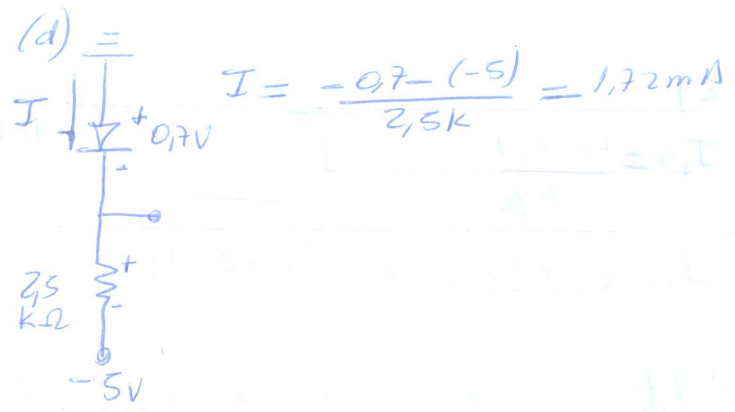 (d)
I = -0,7-(-5) / 2,5K = 1,72mA
I
+
0,7V
-
+
2,5
KΩ
-
-5V